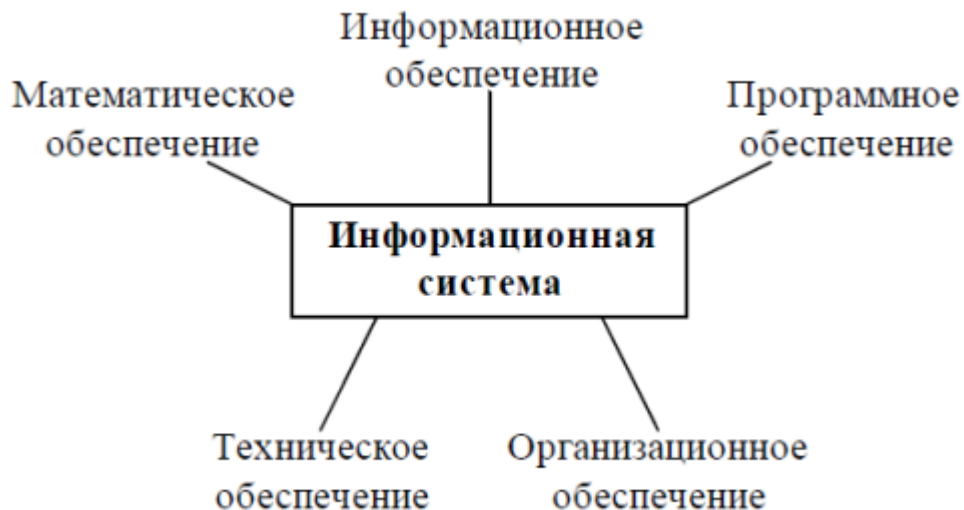 Информационное
обеспечение
Математическое
обеспечение
Программное
обеспечение
Информационная
система
Техническое
обеспечение
Организационное
обеспечение